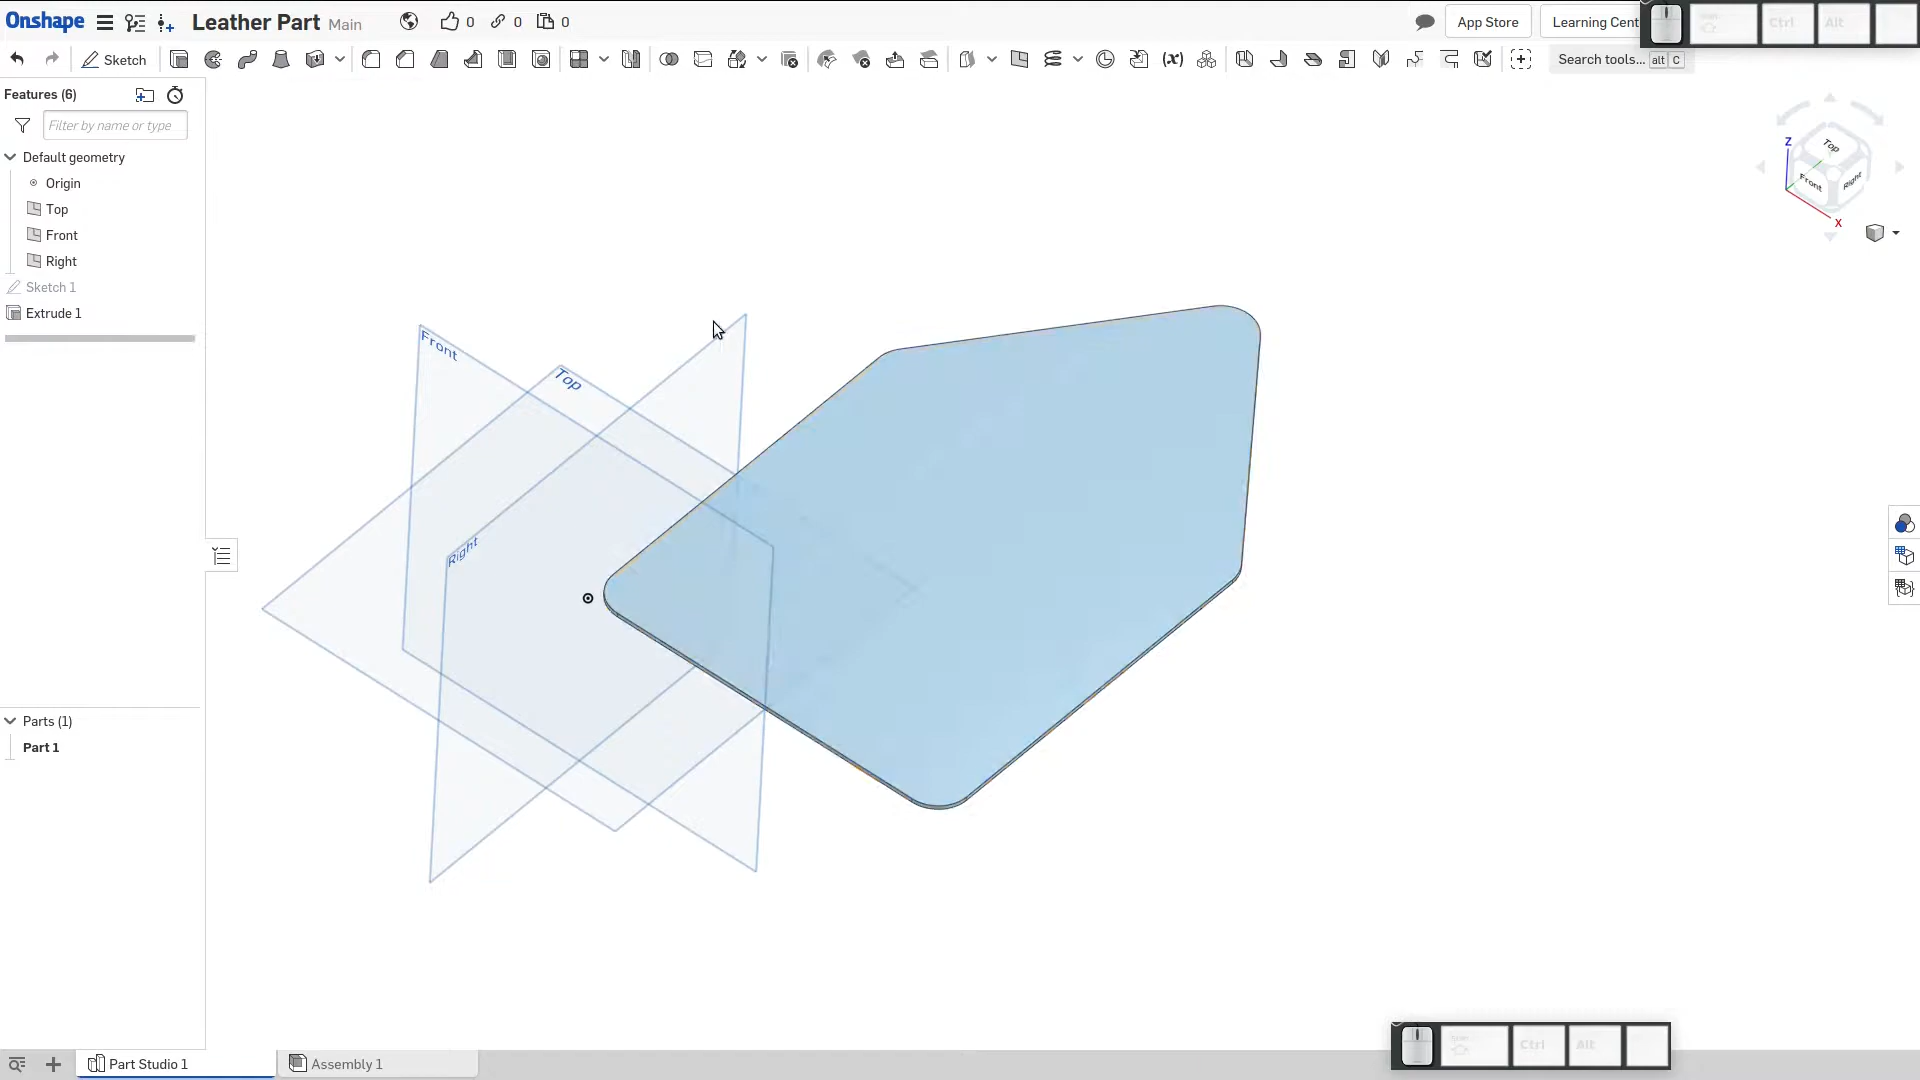 Onshape
Leather Part Main
0 0 0
App Store
Learning Cent
Ctrl
Alt
Sketch
Search tools... alt C
Features (6)
Filter by name or type
Default geometry
Origin
Top
Front
Right
Sketch 1
Extrude 1
Front
Top
Right
Top
Front
Right
Z
X
Parts (1)
Part 1
Ctrl
Alt
Part Studio 1
Assembly 1